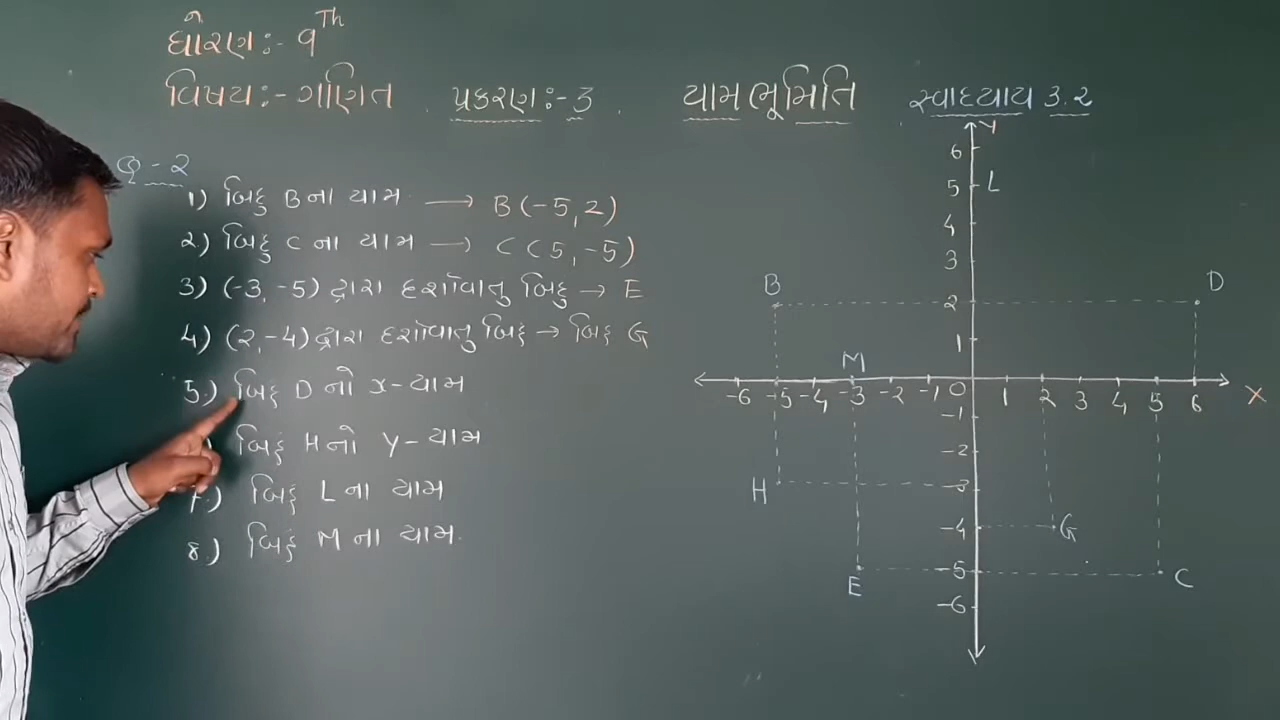 ધોરણ:- 9Th
વિષય:- ગણિત પ્રકરણ:-3 યામભૂમિતિ સ્વાધ્યાય 3.2
Q-2
1) બિંદુ B ના યામ → B(-5,2)
2) બિંદુ C ના યામ → C(5,-5)
3) (-3,-5) દ્વારા દર્શાવાતુ બિંદુ → E
4) (2,-4) દ્વારા દર્શાવાતુ બિંદુ → બિંદુ G
5.) બિંદુ D નો x-યામ
) બિંદુ H નો y-યામ
7.) બિંદુ L ના યામ
8.) બિંદુ M ના યામ.
Y
6
5 L
4
3
B 2 D
1
M
-6 -5 -4 -3 -2 -1 0 1 2 3 4 5 6 X
-1
-2
H -3
-4 G
E -5 C
-6